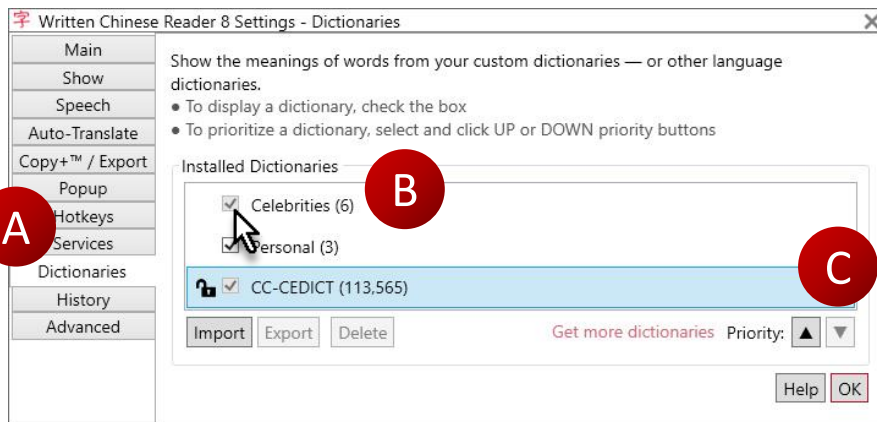 字 Written Chinese Reader 8 Settings - Dictionaries
Main
Show
Speech
Auto-Translate
Copy+™ / Export
Popup
Hotkeys
Services
Dictionaries
History
Advanced
A
Show the meanings of words from your custom dictionaries — or other language
dictionaries.
● To display a dictionary, check the box
● To prioritize a dictionary, select and click UP or DOWN priority buttons
Installed Dictionaries
B
Celebrities (6)
Personal (3)
CC-CEDICT (113,565)
C
Import Export Delete Get more dictionaries Priority: ▲ ▼
Help OK